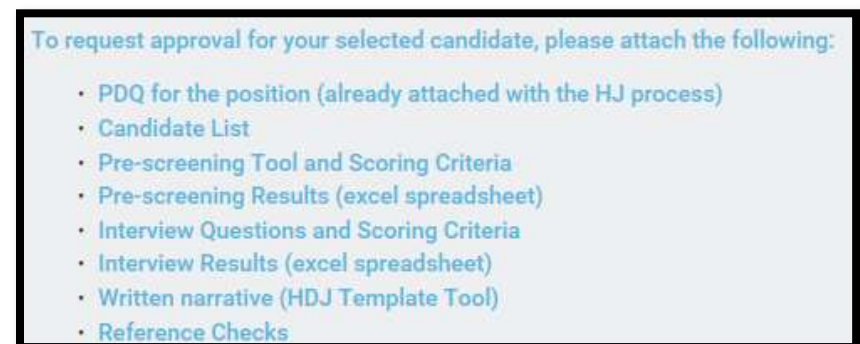 To request approval for your selected candidate, please attach the following:
• PDQ for the position (already attached with the HJ process)
• Candidate List
• Pre-screening Tool and Scoring Criteria
• Pre-screening Results (excel spreadsheet)
• Interview Questions and Scoring Criteria
• Interview Results (excel spreadsheet)
• Written narrative (HDJ Template Tool)
• Reference Checks